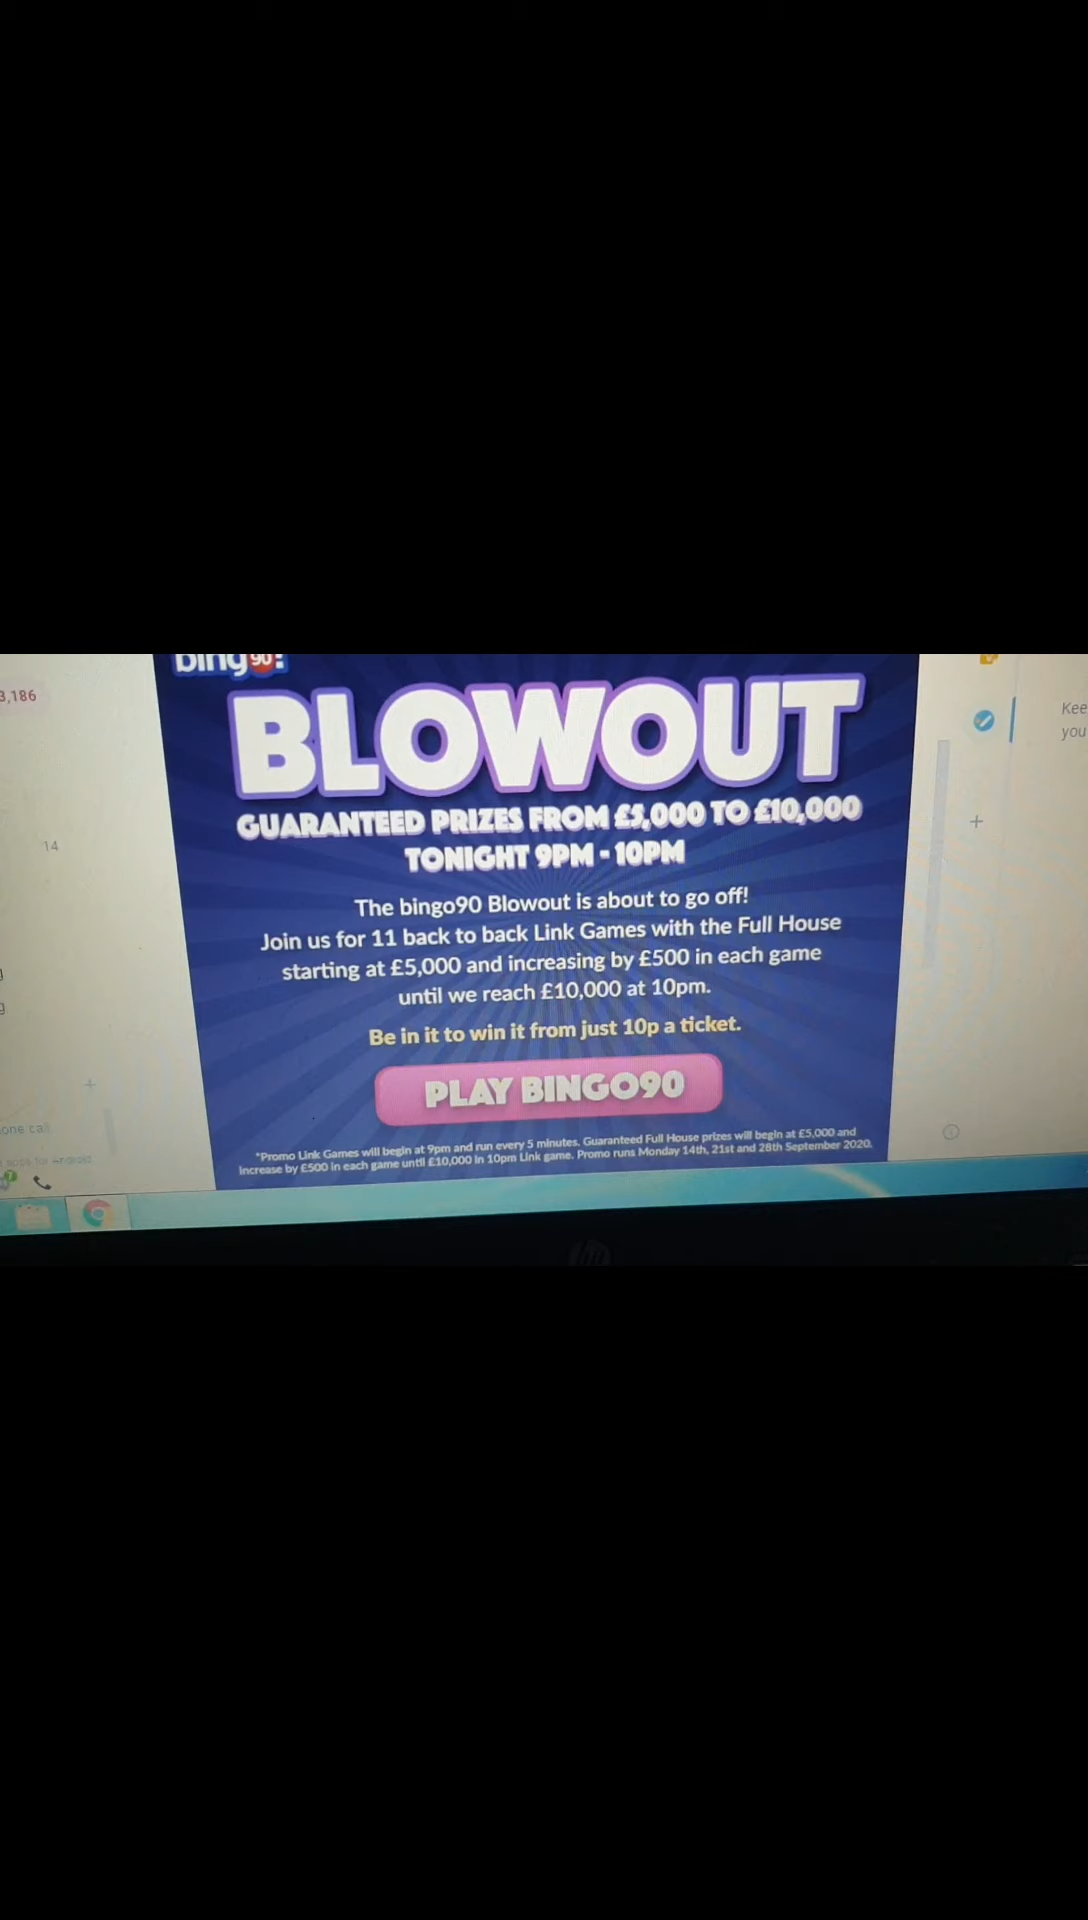 bingo90!
3,186
BLOWOUT
Kee
you
GUARANTEED PRIZES FROM £5,000 TO £10,000
TONIGHT 9PM - 10PM
14
The bingo90 Blowout is about to go off!
Join us for 11 back to back Link Games with the Full House
starting at £5,000 and increasing by £500 in each game
until we reach £10,000 at 10pm.
Be in it to win it from just 10p a ticket.
PLAY BINGO90
one call
*Promo Link Games will begin at 9pm and run every 5 minutes. Guaranteed Full House prizes will begin at £5,000 and
increase by £500 in each game until £10,000 in 10pm Link game. Promo runs Monday 14th, 21st and 28th September 2020.
for Android
hp